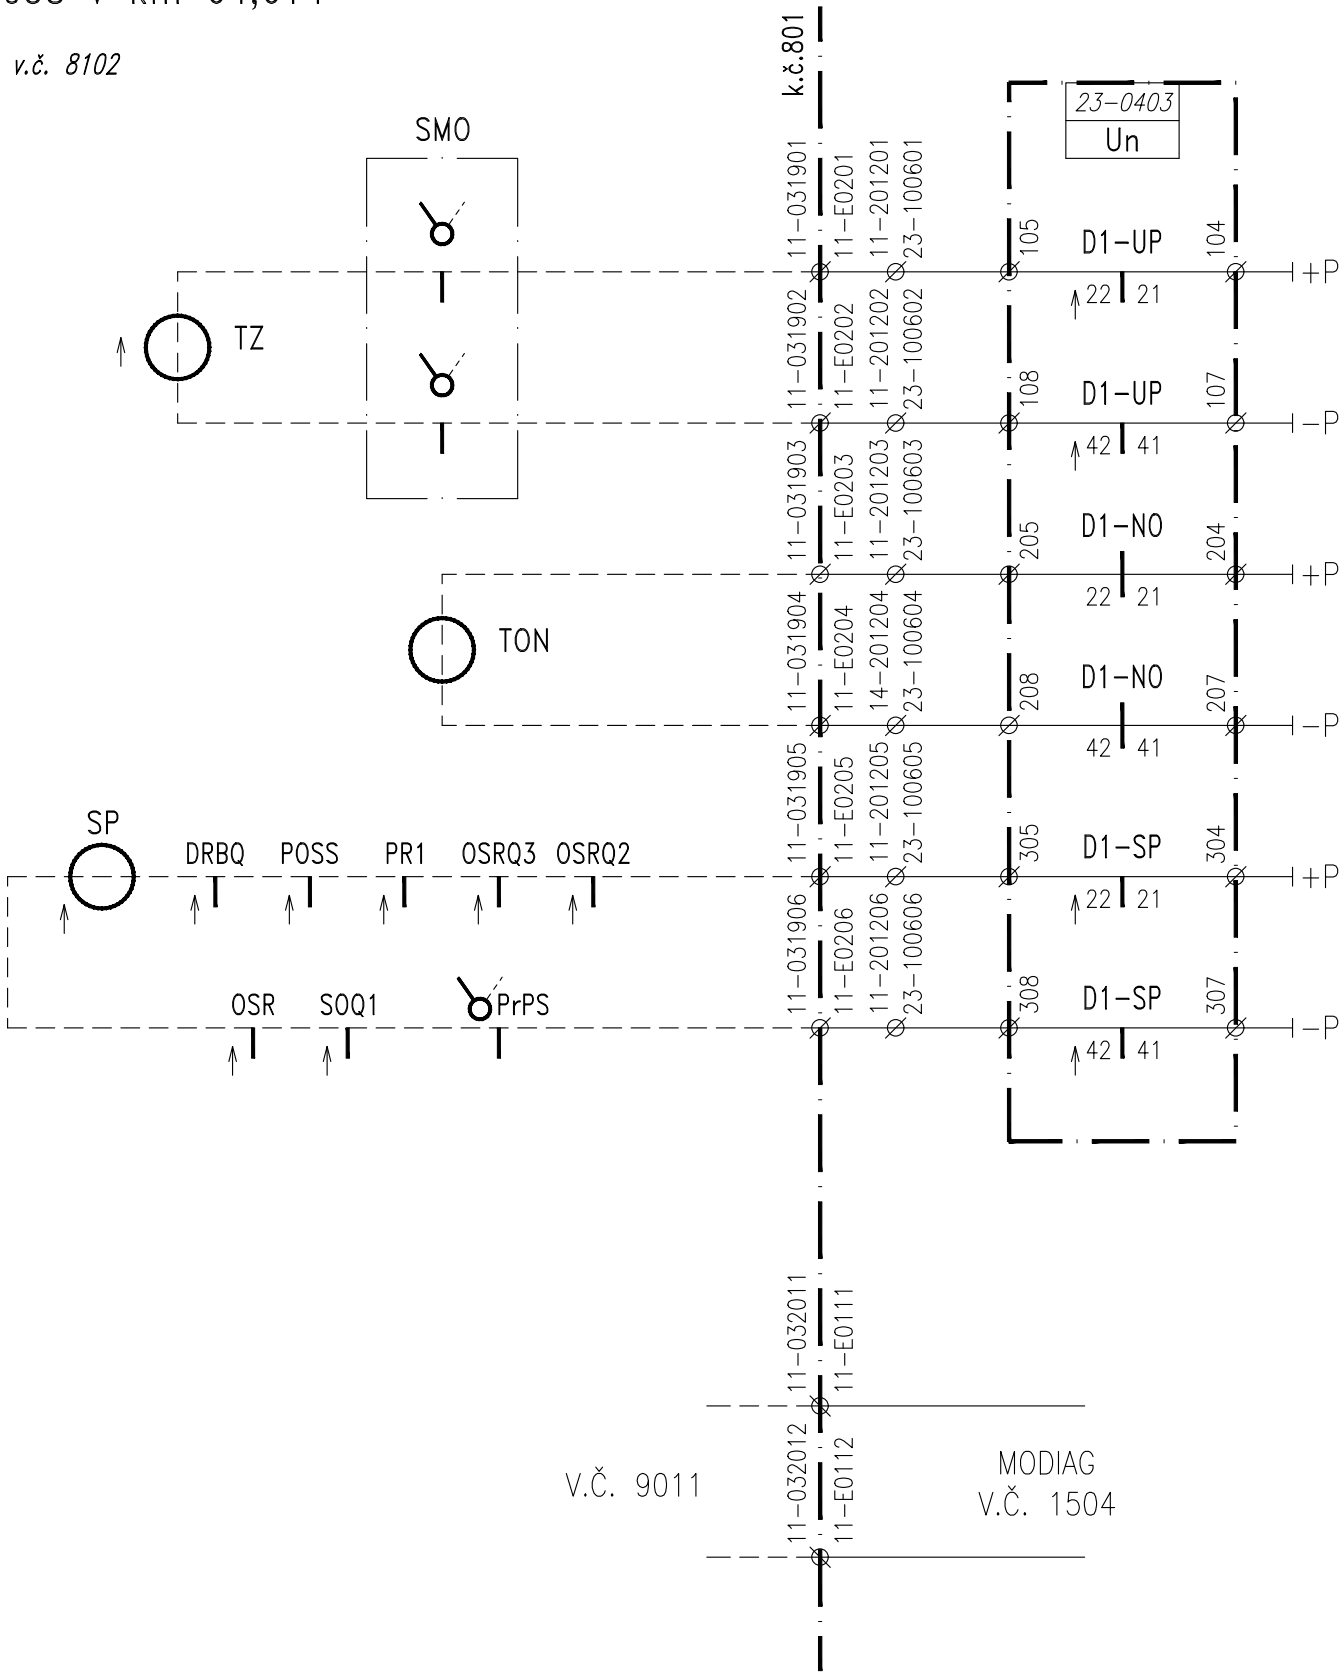 v.č. 8102
k.č.801
23-0403
Un
SMO
11-031901
11-E0201
11-201201
23-100601
105
D1-UP
104
22 21
+P
TZ
11-031902
11-E0202
11-201202
23-100602
108
D1-UP
107
42 41
-P
11-031903
11-E0203
11-201203
23-100603
205
D1-NO
204
22 21
+P
TON
11-031904
11-E0204
14-201204
23-100604
208
D1-NO
207
42 41
-P
SP
DRBQ POSS PR1 OSRQ3 OSRQ2
11-031905
11-E0205
11-201205
23-100605
305
D1-SP
304
22 21
+P
OSR SOQ1 PrPS
11-031906
11-E0206
11-201206
23-100606
308
D1-SP
307
42 41
-P
11-032011
11-E0111
11-032012
11-E0112
V.Č. 9011
MODIAG
V.Č. 1504